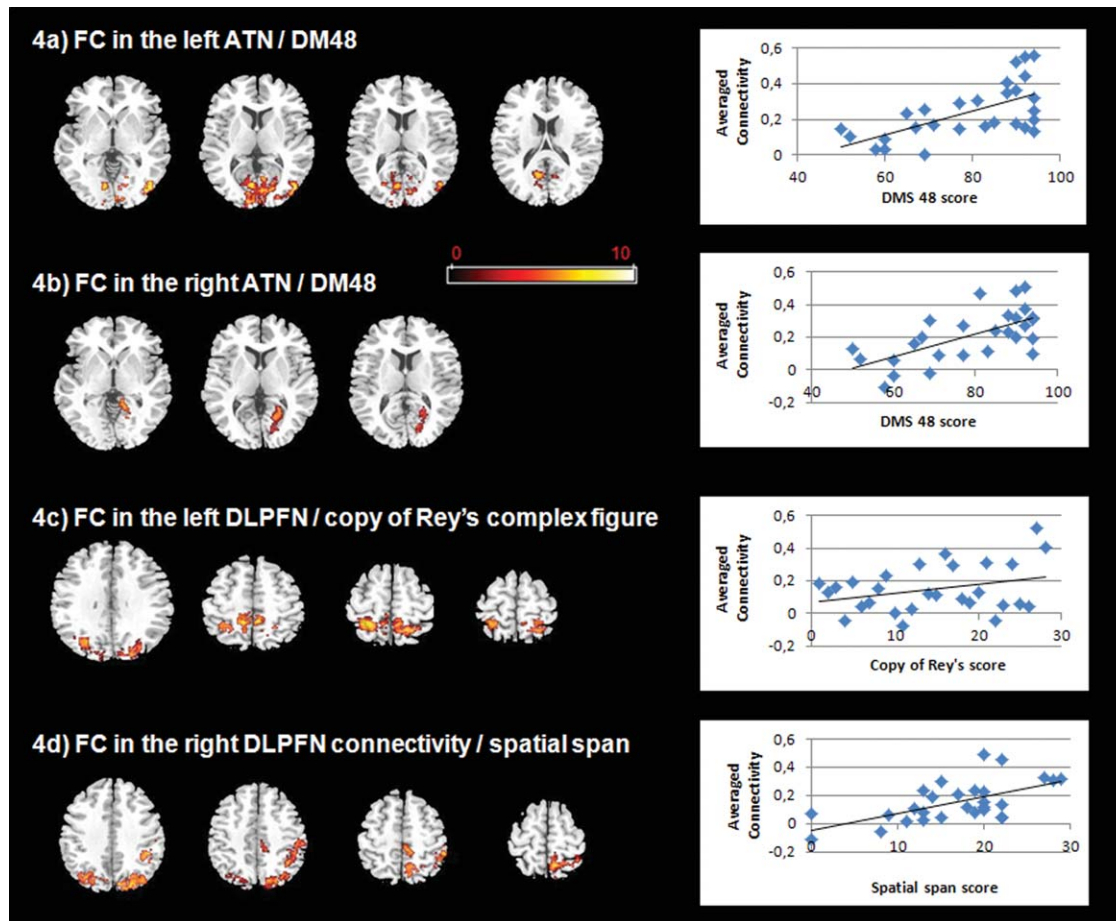 4a) FC in the left ATN / DM48
0,6
0,4
0,2
0
40 60 80 100
Averaged
Connectivity
DMS 48 score
0 10
4b) FC in the right ATN / DM48
0,6
0,4
0,2
0
-0,2
40 60 80 100
Averaged
Connectivity
DMS 48 score
4c) FC in the left DLPFN / copy of Rey's complex figure
0,6
0,4
0,2
0
-0,2
0 10 20 30
Averaged
Connectivity
Copy of Rey's score
4d) FC in the right DLPFN connectivity / spatial span
0,6
0,4
0,2
0
-0,2
0 10 20 30
Averaged
Connectivity
Spatial span score